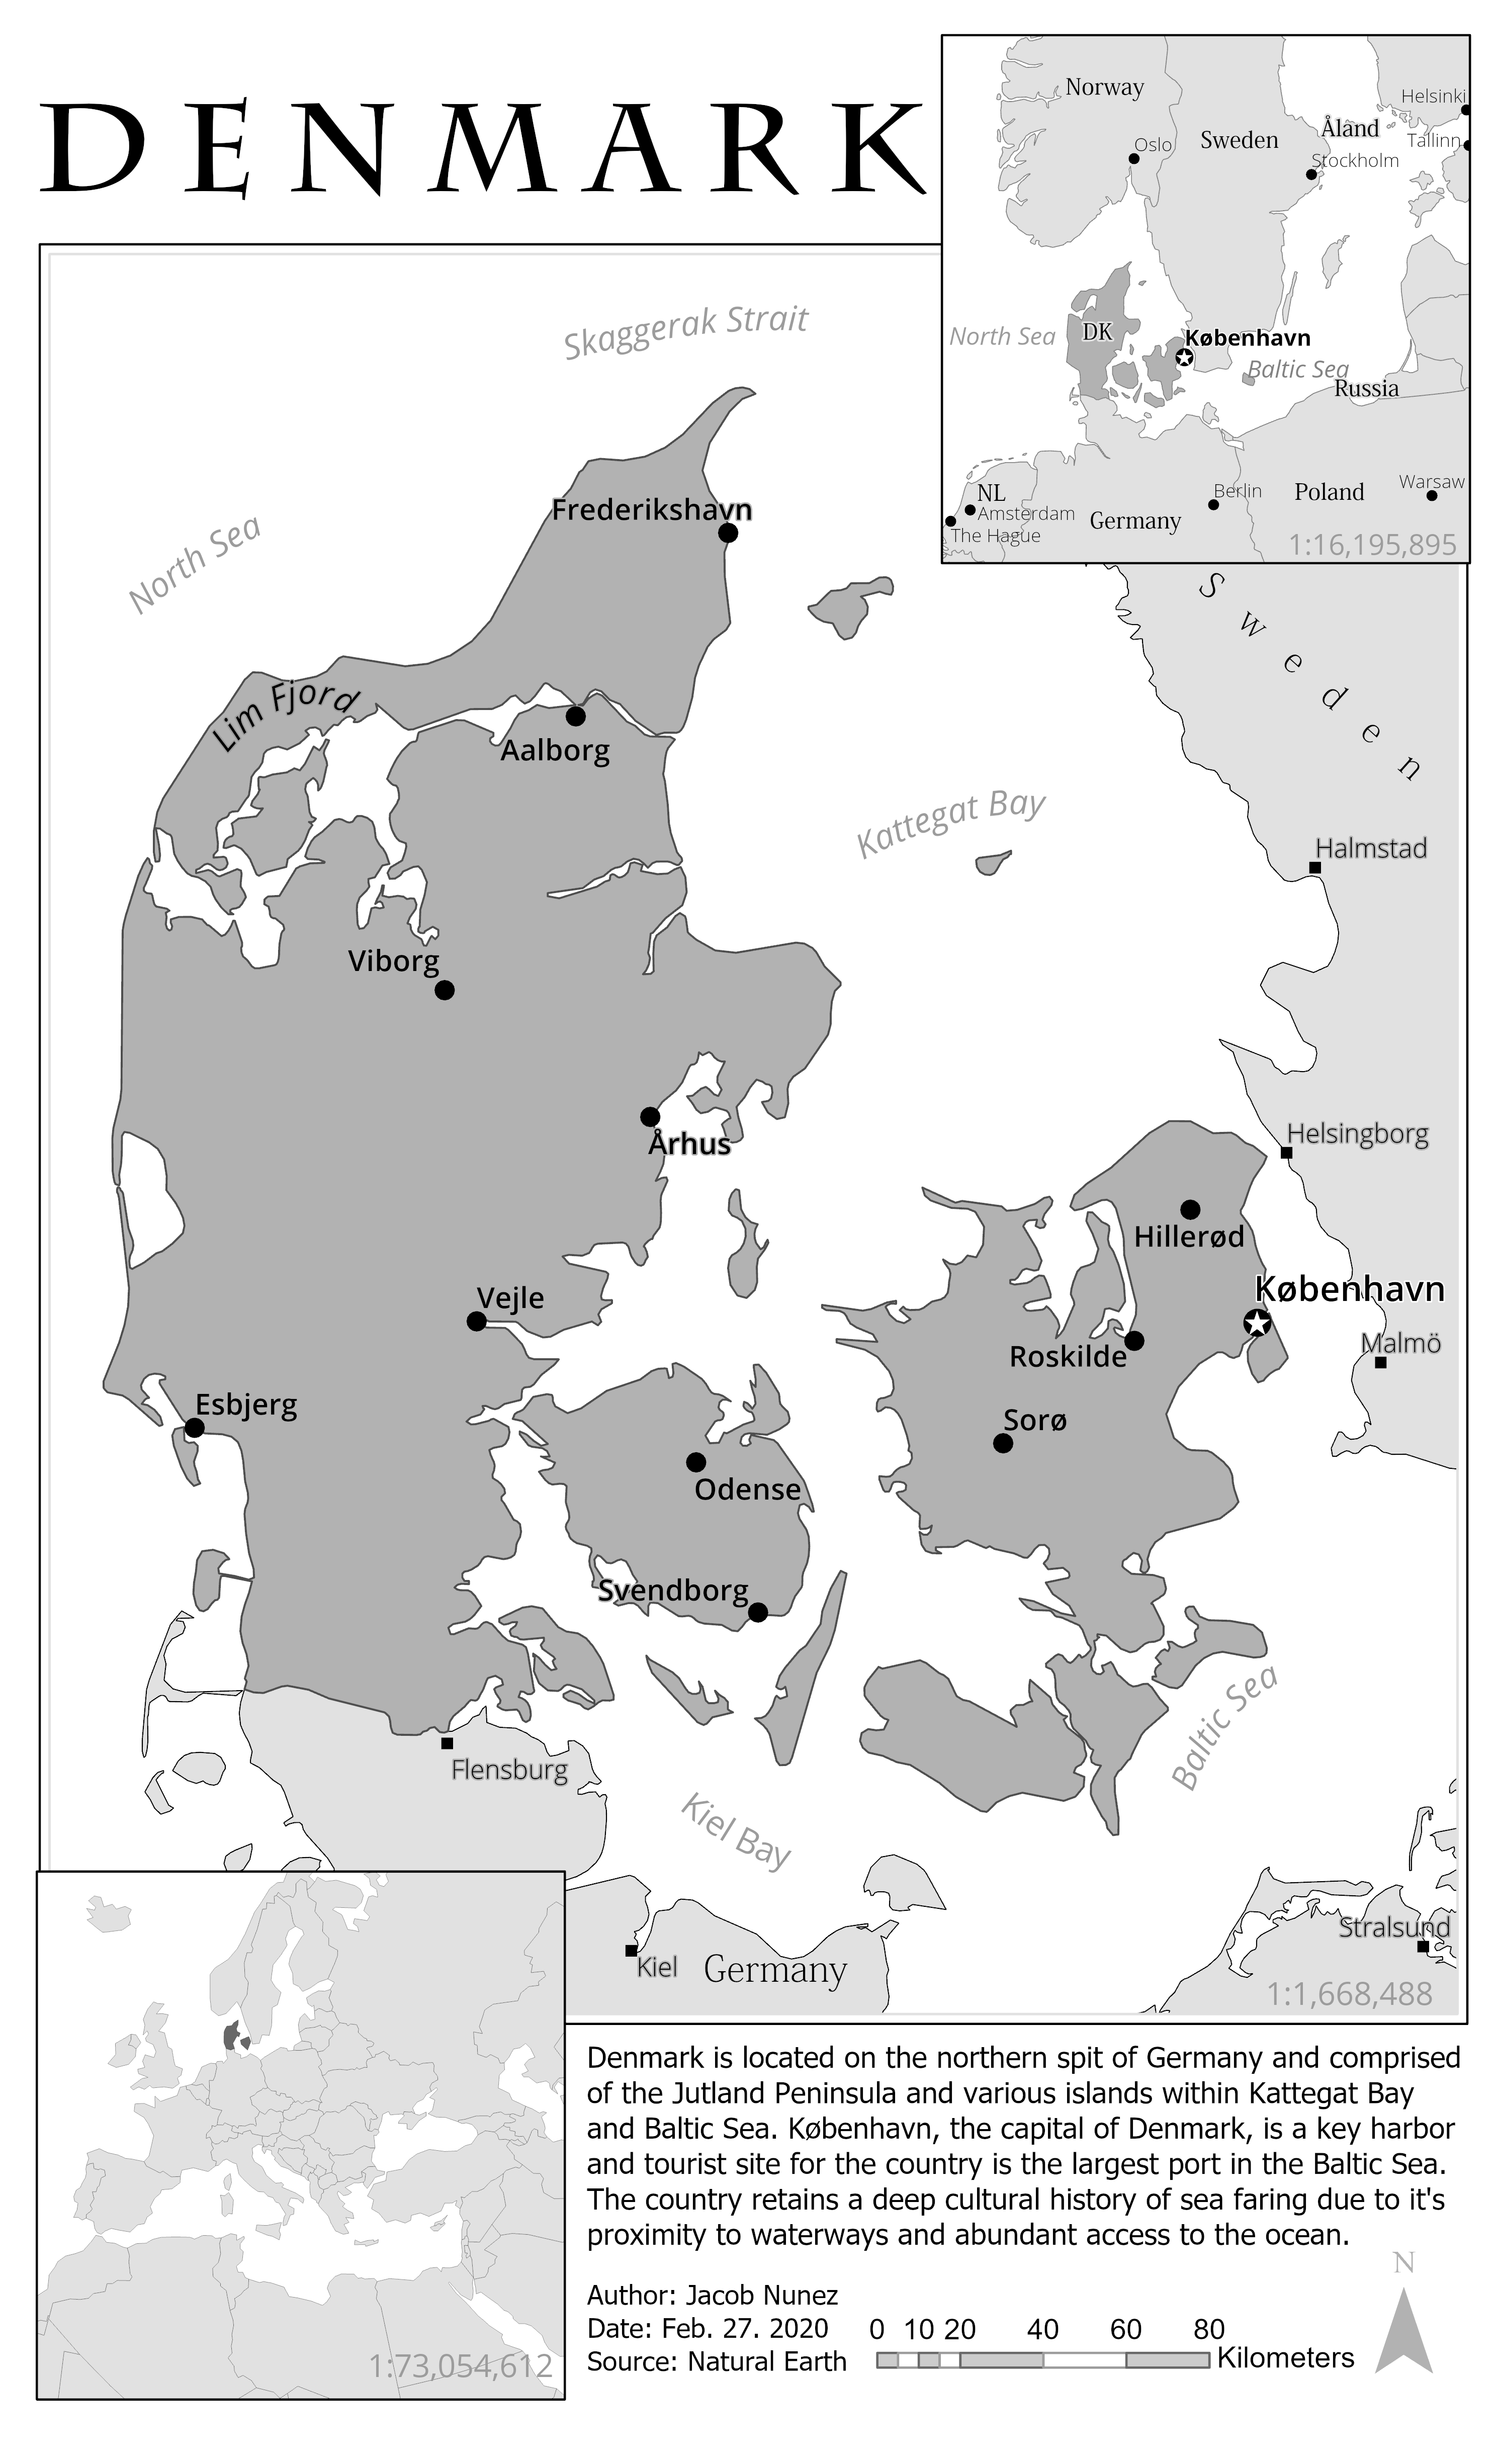 DENMARK
Norway
Helsinki
Åland
Sweden
Tallinn
Oslo
Stockholm
DK
North Sea
København
Baltic Sea
Russia
NL
Amsterdam
The Hague
Germany
Berlin
Poland
Warsaw
1:16,195,895
Skaggerak Strait
North Sea
Frederikshavn
Sweden
Lim Fjord
Aalborg
Kattegat Bay
Halmstad
Viborg
Århus
Helsingborg
Hillerød
København
Vejle
Roskilde
Malmö
Esbjerg
Sorø
Odense
Svendborg
Baltic Sea
Flensburg
Kiel Bay
Stralsund
Kiel
Germany
1:1,668,488
1:73,054,612
Denmark is located on the northern spit of Germany and comprised
of the Jutland Peninsula and various islands within Kattegat Bay
and Baltic Sea. København, the capital of Denmark, is a key harbor
and tourist site for the country is the largest port in the Baltic Sea.
The country retains a deep cultural history of sea faring due to it's
proximity to waterways and abundant access to the ocean.
Author: Jacob Nunez
Date: Feb. 27. 2020
Source: Natural Earth
0 10 20 40 60 80
Kilometers
N